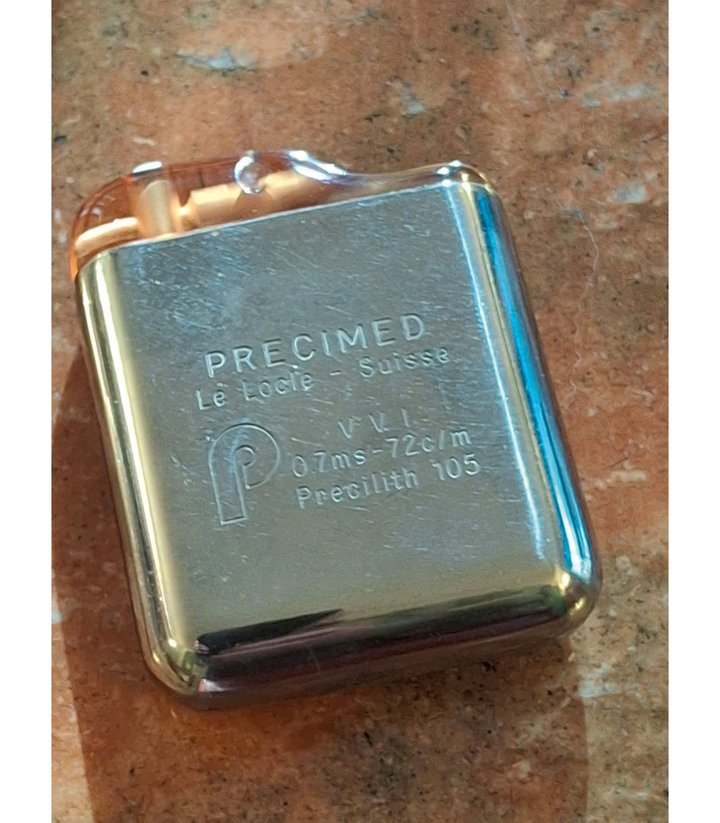 PRECIMED
Le Locle - Suisse
V V I
0.7ms-72c/m
Precilith 105